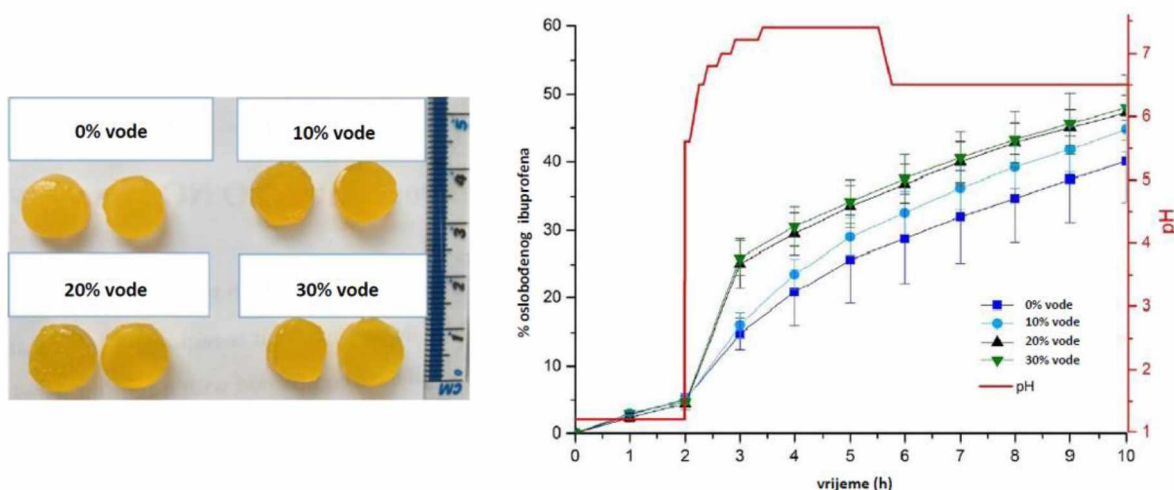 0% vode
10% vode
20% vode
30% vode
5
4
3
2
1
0
CM
% oslobođenog ibuprofena
60
50
40
30
20
10
0
0 1 2 3 4 5 6 7 8 9 10
vrijeme (h)
0% vode
10% vode
20% vode
30% vode
pH
7
6
5
4
3
2
1
pH